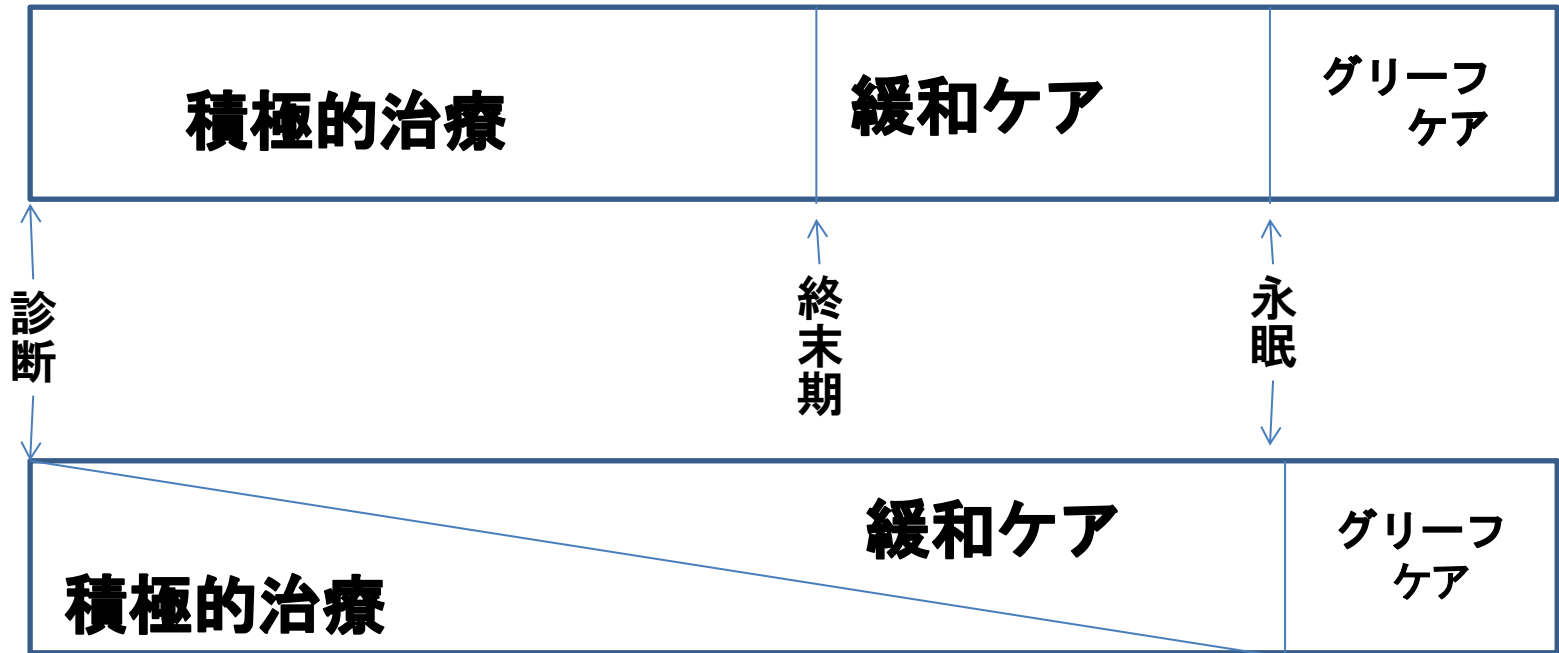 積極的治療
緩和ケア
グリーフ
ケア
診断
終末期
永眠
緩和ケア
グリーフ
ケア
積極的治療